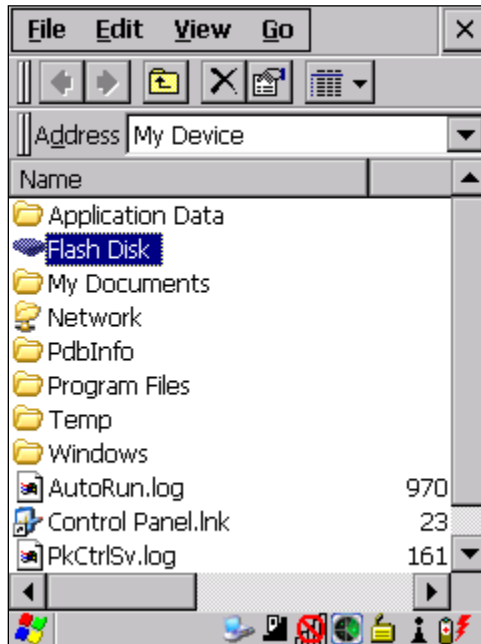 File Edit View Go
Address My Device
Name
Application Data
Flash Disk
My Documents
Network
PdbInfo
Program Files
Temp
Windows
AutoRun.log 970
Control Panel.lnk 23
PkCtrlSv.log 161